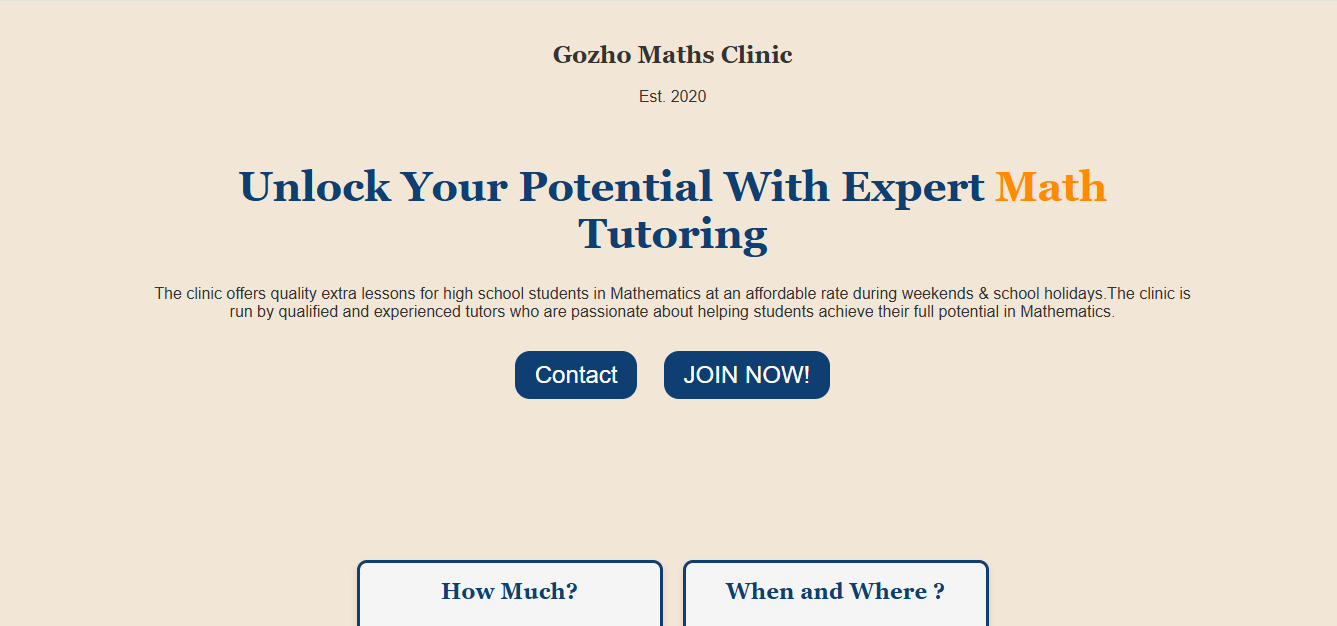 Gozho Maths Clinic
Est. 2020
Unlock Your Potential With Expert Math
Tutoring
The clinic offers quality extra lessons for high school students in Mathematics at an affordable rate during weekends & school holidays.The clinic is
run by qualified and experienced tutors who are passionate about helping students achieve their full potential in Mathematics.
Contact JOIN NOW!
How Much? When and Where ?